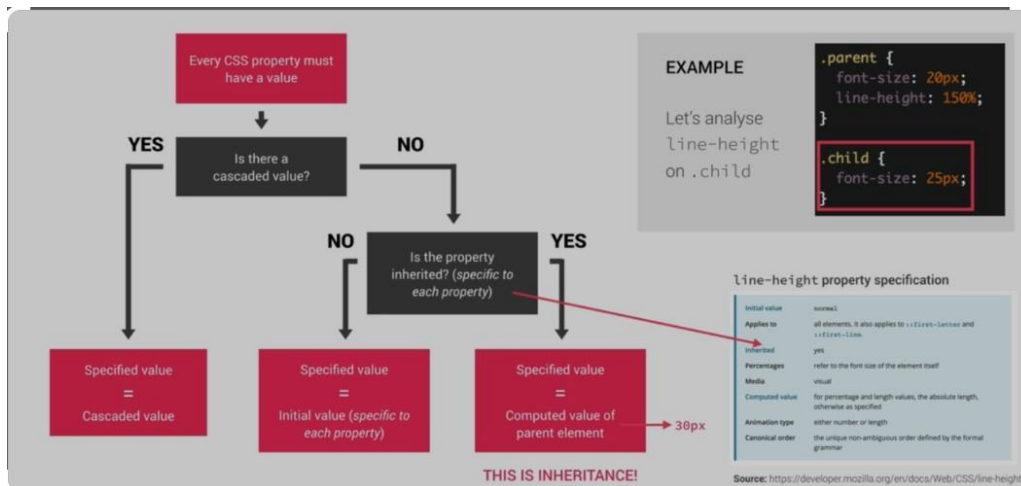 Every CSS property must
have a value
YES
Is there a
cascaded value?
NO
NO
Is the property
inherited? (specific to
each property)
YES
Specified value
=
Cascaded value
Specified value
=
Initial value (specific to
each property)
Specified value
=
Computed value of
parent element
30px
THIS IS INHERITANCE!
EXAMPLE
Let's analyse
line-height
on .child
.parent {
font-size: 20px;
line-height: 150%;
}
.child {
font-size: 25px;
}
line-height property specification
Initial value normal
Applies to all elements. It also applies to ::first-letter and
::first-line.
Inherited yes
Percentages refer to the font size of the element itself
Media visual
Computed value for percentage and length values, the absolute length,
otherwise as specified
Animation type either number or length
Canonical order the unique non-ambiguous order defined by the formal
grammar
Source: https://developer.mozilla.org/en/docs/Web/CSS/line-height